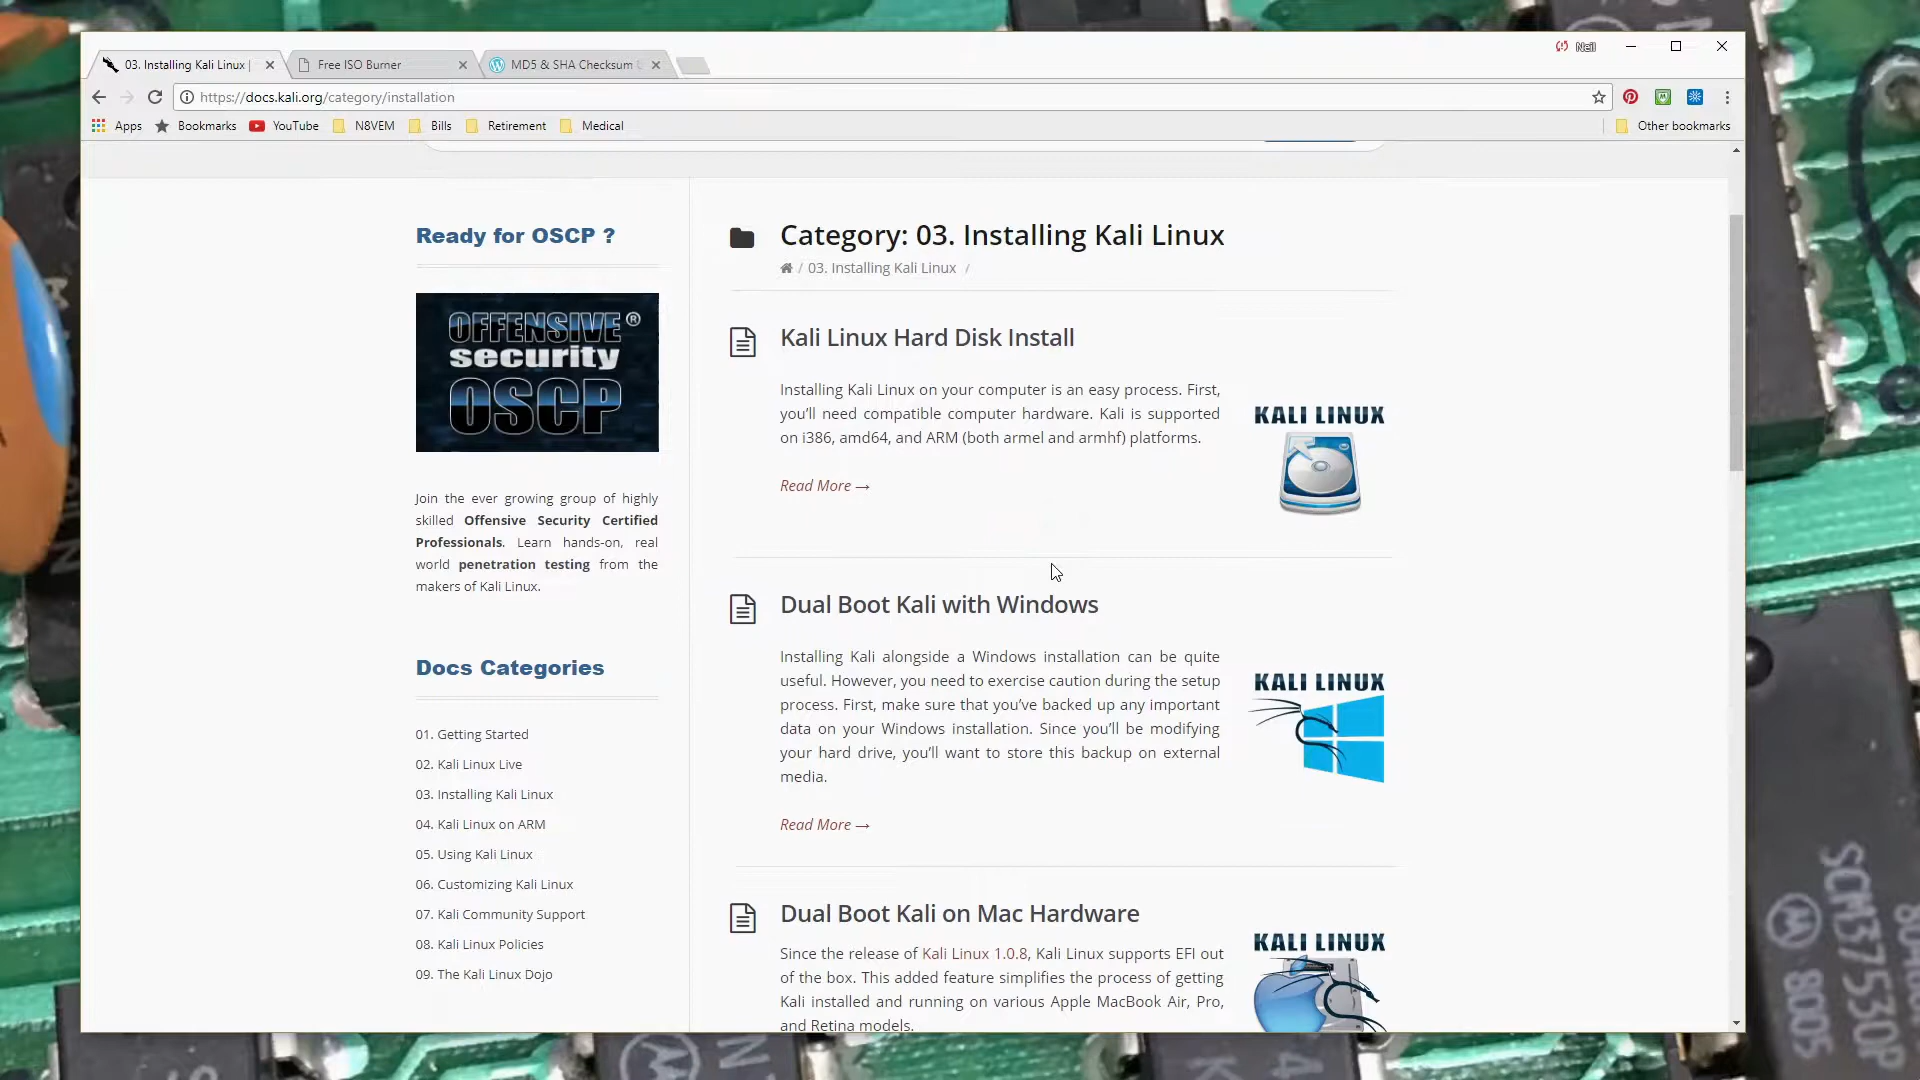 Neil
03. Installing Kali Linux |
Free ISO Burner
MD5 & SHA Checksum
https://docs.kali.org/category/installation
Apps
Bookmarks
YouTube
N8VEM
Bills
Retirement
Medical
Other bookmarks
Ready for OSCP ?
OFFENSIVE®
security
OSCP
Join the ever growing group of highly
skilled Offensive Security Certified
Professionals. Learn hands-on, real
world penetration testing from the
makers of Kali Linux.
Docs Categories
01. Getting Started
02. Kali Linux Live
03. Installing Kali Linux
04. Kali Linux on ARM
05. Using Kali Linux
06. Customizing Kali Linux
07. Kali Community Support
08. Kali Linux Policies
09. The Kali Linux Dojo
Category: 03. Installing Kali Linux
/ 03. Installing Kali Linux /
Kali Linux Hard Disk Install
Installing Kali Linux on your computer is an easy process. First,
you’ll need compatible computer hardware. Kali is supported
on i386, amd64, and ARM (both armel and armhf) platforms.
Read More →
KALI LINUX
Dual Boot Kali with Windows
Installing Kali alongside a Windows installation can be quite
useful. However, you need to exercise caution during the setup
process. First, make sure that you’ve backed up any important
data on your Windows installation. Since you’ll be modifying
your hard drive, you’ll want to store this backup on external
media.
Read More →
KALI LINUX
Dual Boot Kali on Mac Hardware
Since the release of Kali Linux 1.0.8, Kali Linux supports EFI out
of the box. This added feature simplifies the process of getting
Kali installed and running on various Apple MacBook Air, Pro,
and Retina models.
KALI LINUX
SCM37530P
8005